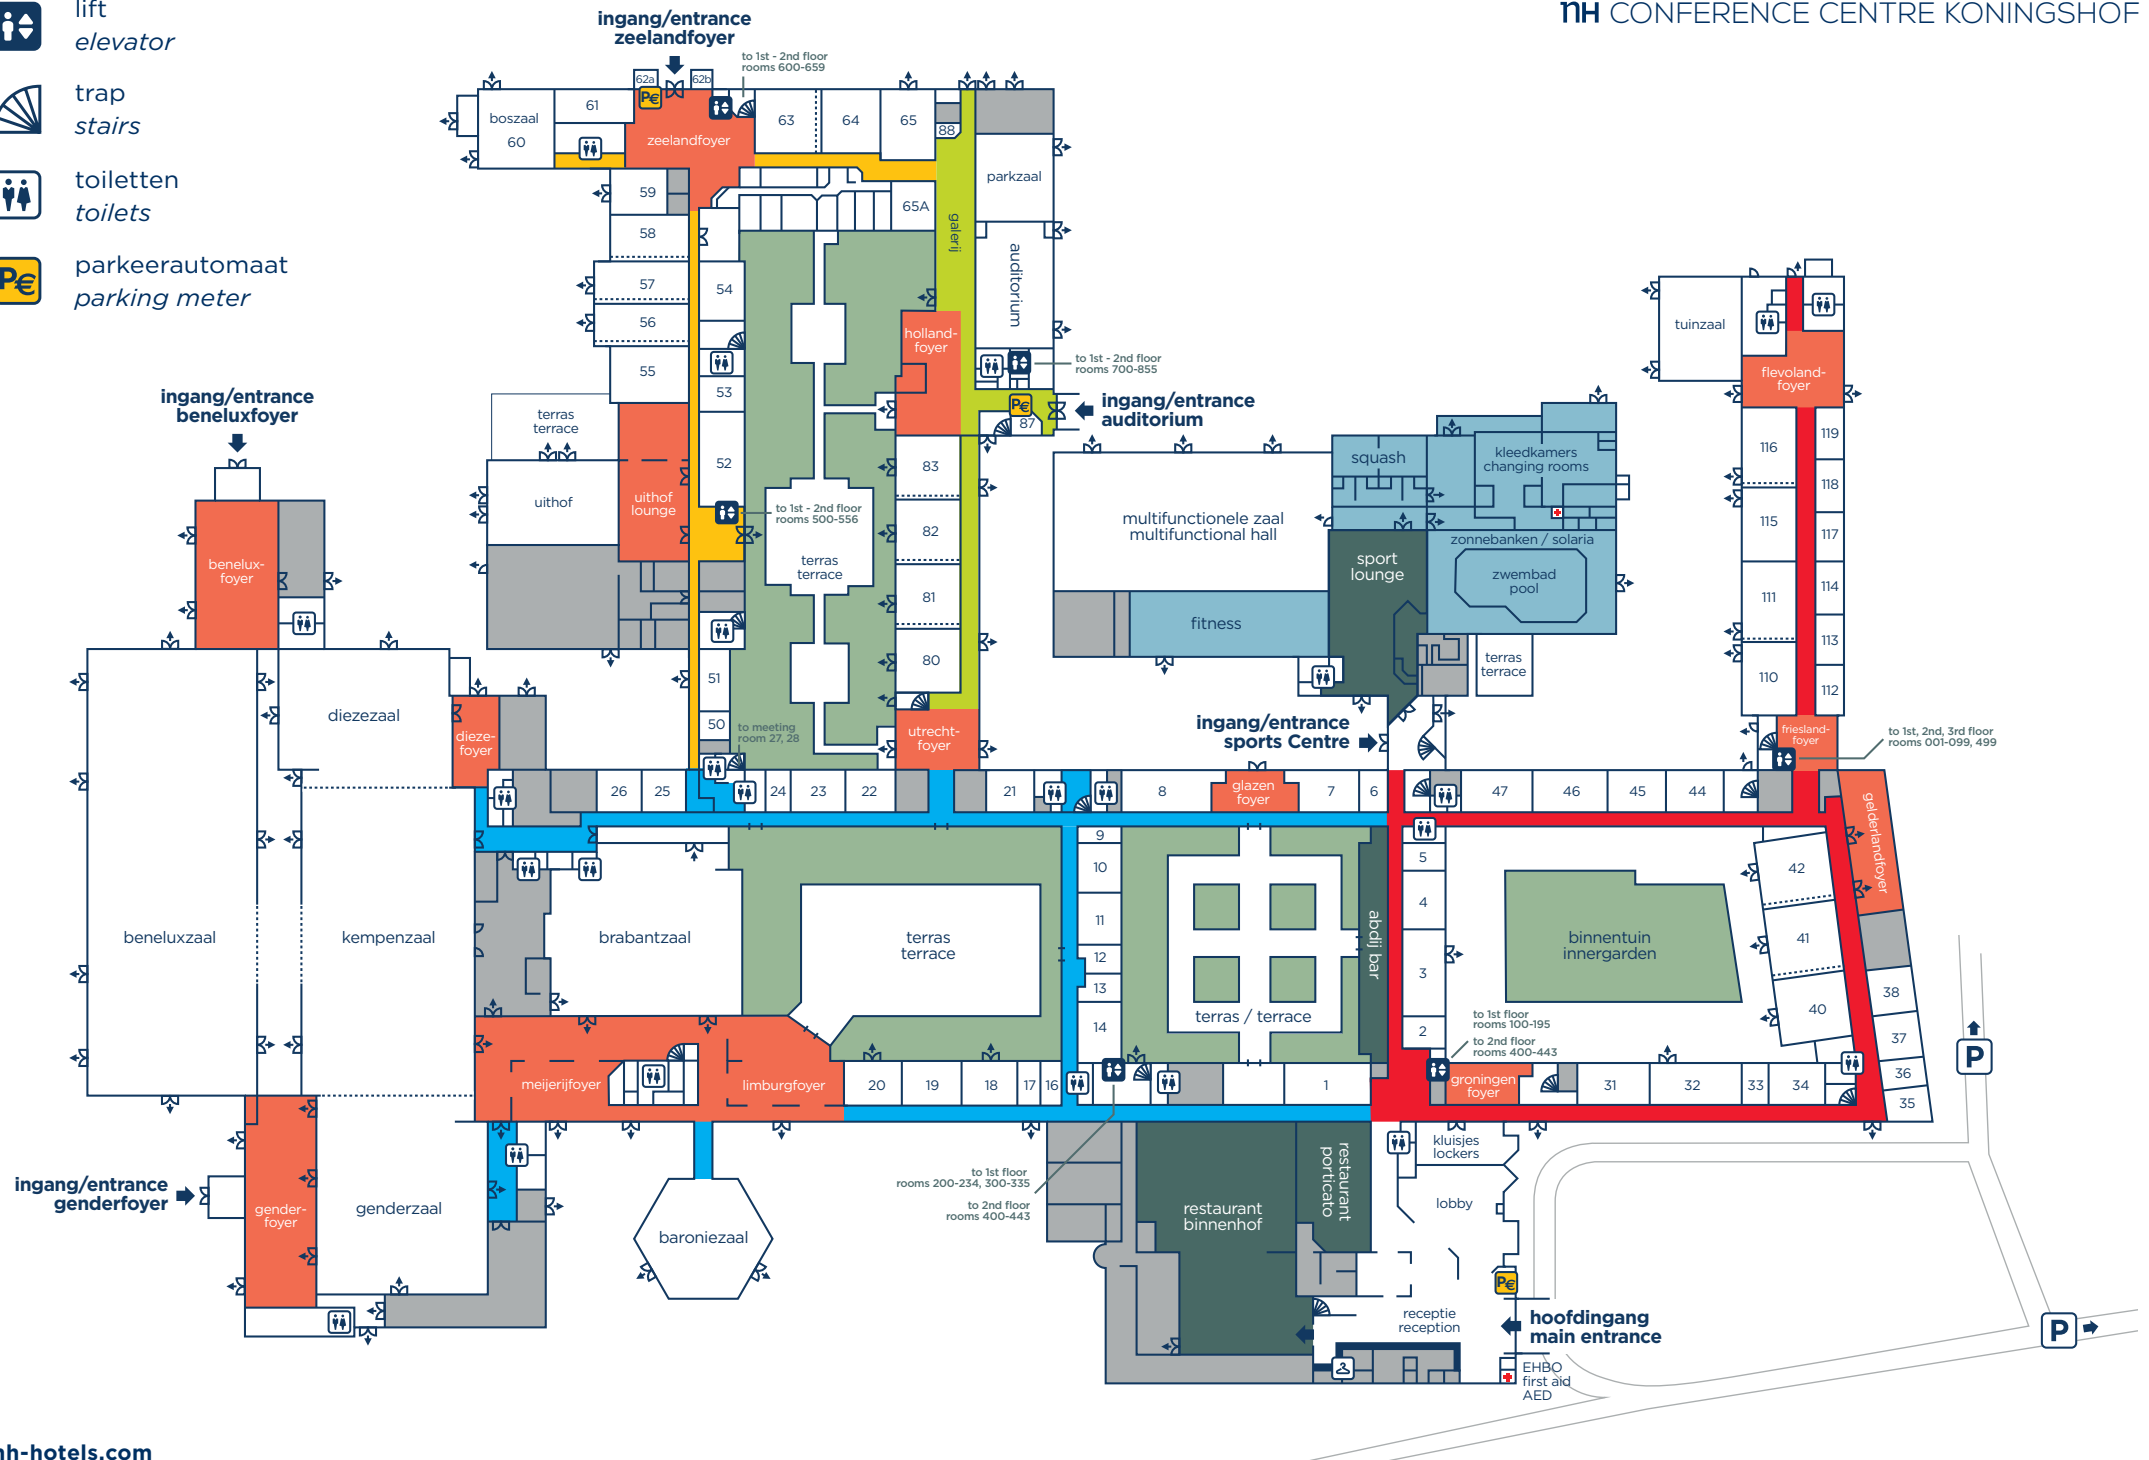 lift
elevator
trap
stairs
toiletten
toilets
parkeerautomaat
parking meter
P€
nH CONFERENCE CENTRE KONINGSHOF
ingang/entrance
zeelandfoyer
to 1st - 2nd floor
rooms 600-659
62a
62b
P€
boszaal
60
61
zeelandfoyer
63
64
65
88
parkzaal
59
65A
galerij
58
auditorium
57
54
56
holland-
foyer
55
53
to 1st - 2nd floor
rooms 700-855
P€
87
ingang/entrance
auditorium
ingang/entrance
beneluxfoyer
terras
terrace
uithof
uithof
lounge
52
to 1st - 2nd floor
rooms 500-556
terras
terrace
83
82
81
80
51
50
to meeting
room 27, 28
utrecht-
foyer
multifunctionele zaal
multifunctional hall
squash
kleedkamers
changing rooms
zonnebanken / solaria
sport
lounge
zwembad
pool
fitness
terras
terrace
ingang/entrance
sports Centre
tuinzaal
flevoland-
foyer
116
119
118
115
117
111
114
113
110
112
friesland-
foyer
to 1st, 2nd, 3rd floor
rooms 001-099, 499
benelux-
foyer
diezezaal
dieze-
foyer
beneluxzaal
kempenzaal
26
25
24
23
22
21
8
glazen
foyer
7
6
47
46
45
44
gelderlandfoyer
brabantzaal
terras
terrace
9
10
11
12
13
14
terras / terrace
abdij bar
5
4
3
2
binnentuin
innergarden
42
41
40
38
37
36
35
to 1st floor
rooms 100-195
to 2nd floor
rooms 400-443
meijerijfoyer
limburgfoyer
20
19
18
17
16
1
groningen
foyer
31
32
33
34
P
ingang/entrance
genderfoyer
gender-
foyer
genderzaal
baroniezaal
to 1st floor
rooms 200-234, 300-335
to 2nd floor
rooms 400-443
restaurant
binnenhof
restaurant
porticato
kluisjes
lockers
lobby
P€
receptie
reception
hoofdingang
main entrance
EHBO
first aid
AED
P
nh-hotels.com